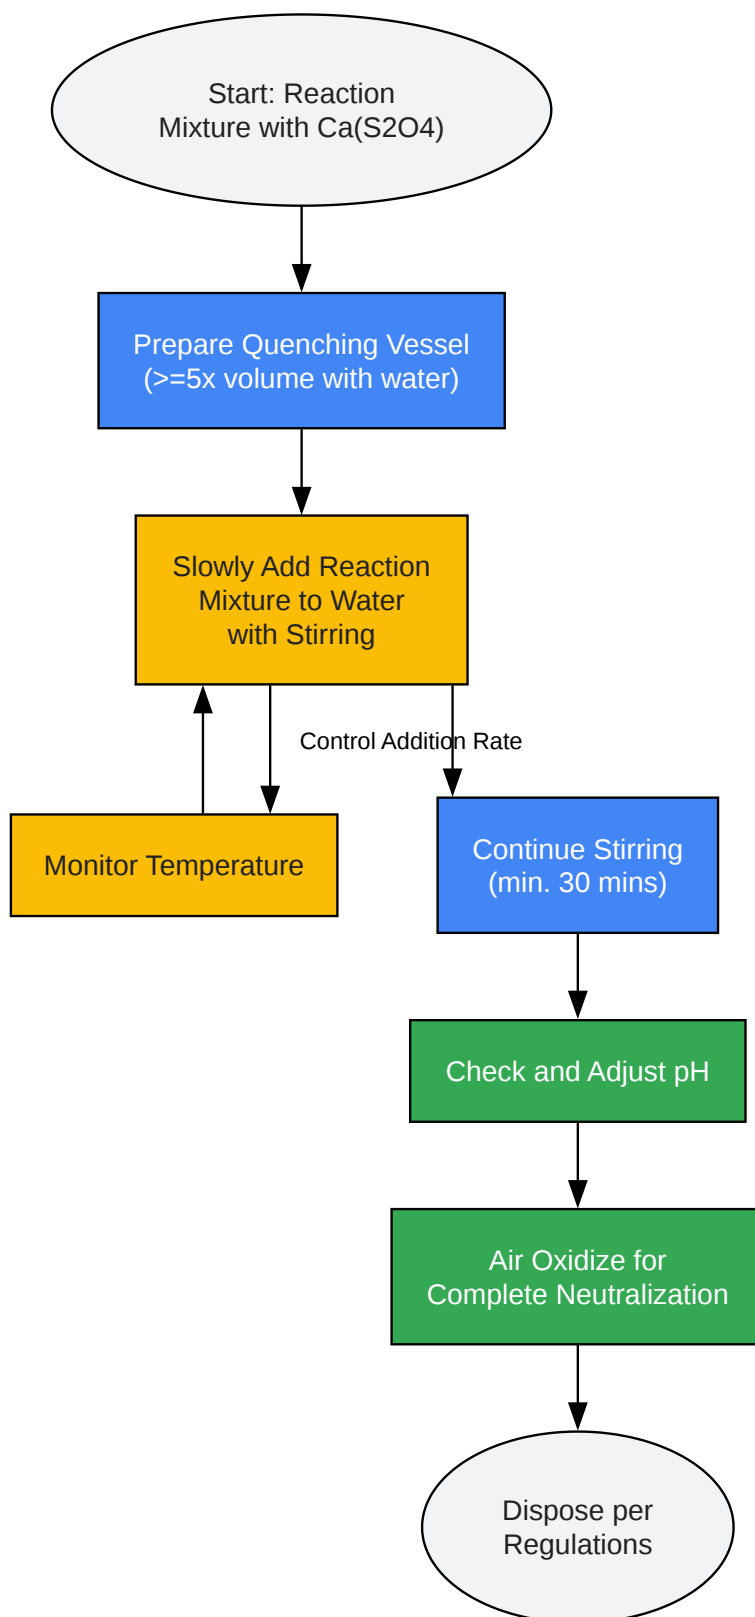 Start: Reaction
Mixture with Ca(S2O4)
Prepare Quenching Vessel
(>=5x volume with water)
Slowly Add Reaction
Mixture to Water
with Stirring
Control Addition Rate
Monitor Temperature
Continue Stirring
(min. 30 mins)
Check and Adjust pH
Air Oxidize for
Complete Neutralization
Dispose per
Regulations